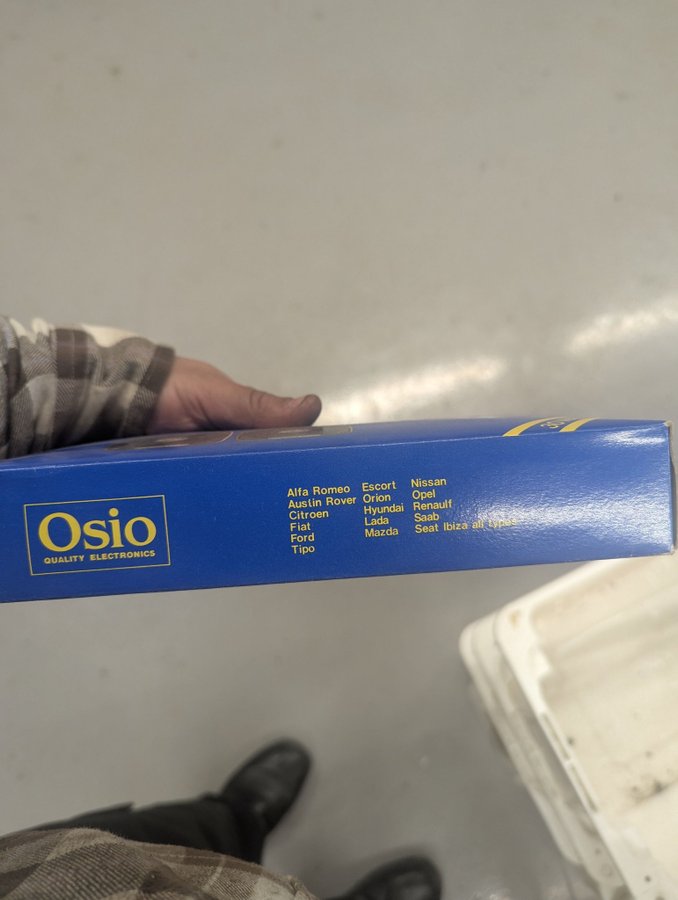 Osio
QUALITY ELECTRONICS
Alfa Romeo
Austin Rover
Citroen
Fiat
Ford
Tipo
Escort
Orion
Hyundai
Lada
Mazda
Nissan
Opel
Renaulf
Saab
Seat Ibiza all types